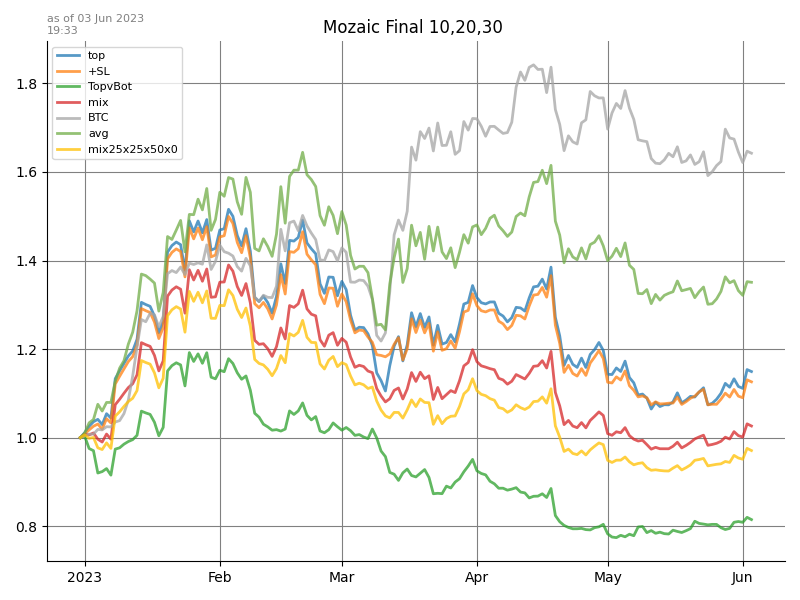 as of 03 Jun 2023
19:33
Mozaic Final 10,20,30
top
+SL
TopvBot
mix
BTC
avg
mix25x25x50x0
1.8
1.6
1.4
1.2
1.0
0.8
2023 Feb Mar Apr May Jun